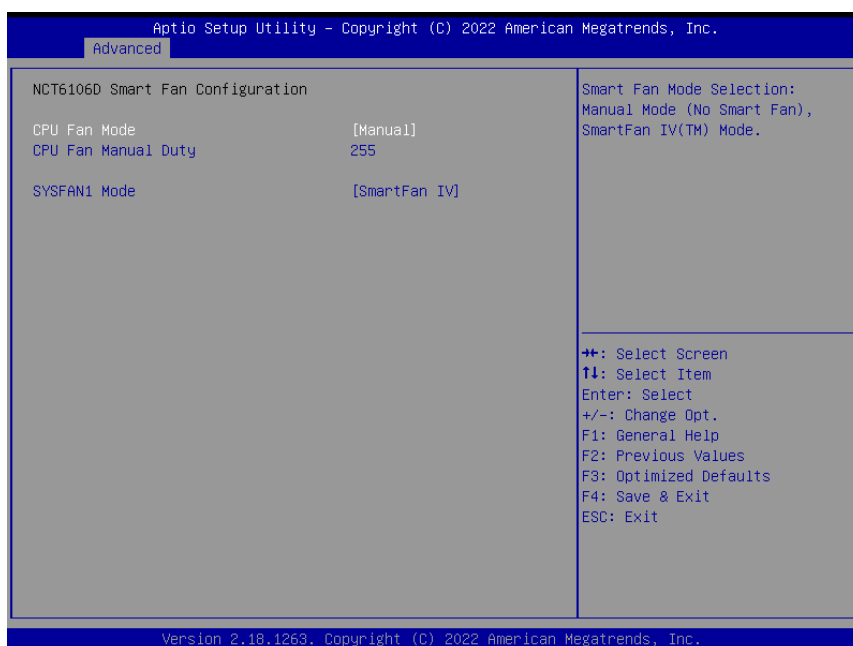 Aptio Setup Utility – Copyright (C) 2022 American Megatrends, Inc.
Advanced
NCT6106D Smart Fan Configuration
CPU Fan Mode [Manual]
CPU Fan Manual Duty 255
SYSFAN1 Mode [SmartFan IV]
Smart Fan Mode Selection:
Manual Mode (No Smart Fan),
SmartFan IV(TM) Mode.
→←: Select Screen
↑↓: Select Item
Enter: Select
+/-: Change Opt.
F1: General Help
F2: Previous Values
F3: Optimized Defaults
F4: Save & Exit
ESC: Exit
Version 2.18.1263. Copyright (C) 2022 American Megatrends, Inc.